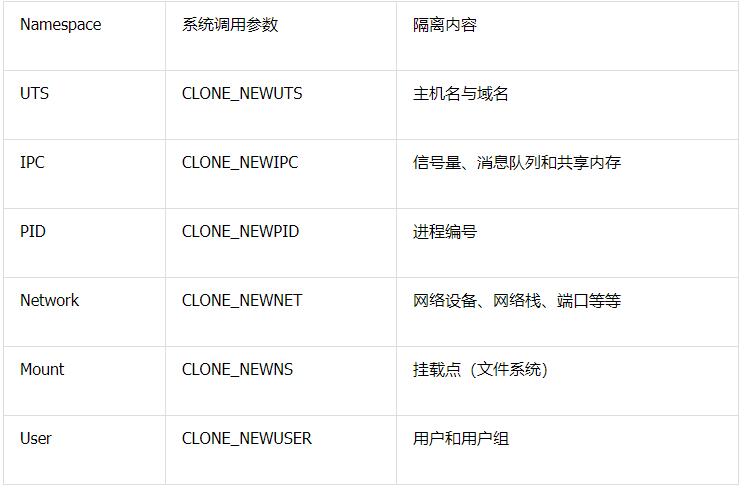 Namespace 系统调用参数 隔离内容
UTS CLONE_NEWUTS 主机名与域名
IPC CLONE_NEWIPC 信号量、消息队列和共享内存
PID CLONE_NEWPID 进程编号
Network CLONE_NEWNET 网络设备、网络栈、端口等等
Mount CLONE_NEWNS 挂载点（文件系统）
User CLONE_NEWUSER 用户和用户组